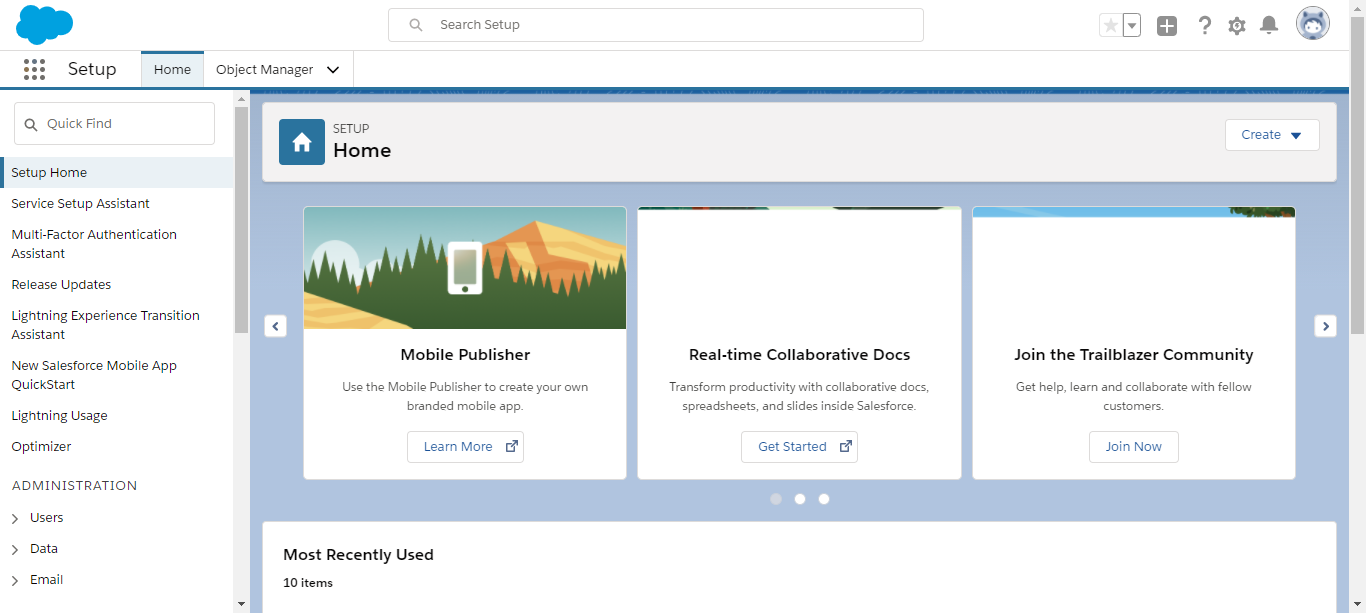 Search Setup
Setup
Home
Object Manager
Quick Find
Setup Home
Service Setup Assistant
Multi-Factor Authentication
Assistant
Release Updates
Lightning Experience Transition
Assistant
New Salesforce Mobile App
QuickStart
Lightning Usage
Optimizer
ADMINISTRATION
Users
Data
Email
SETUP
Home
Create
Mobile Publisher
Use the Mobile Publisher to create your own
branded mobile app.
Learn More
Real-time Collaborative Docs
Transform productivity with collaborative docs,
spreadsheets, and slides inside Salesforce.
Get Started
Join the Trailblazer Community
Get help, learn and collaborate with fellow
customers.
Join Now
Most Recently Used
10 items